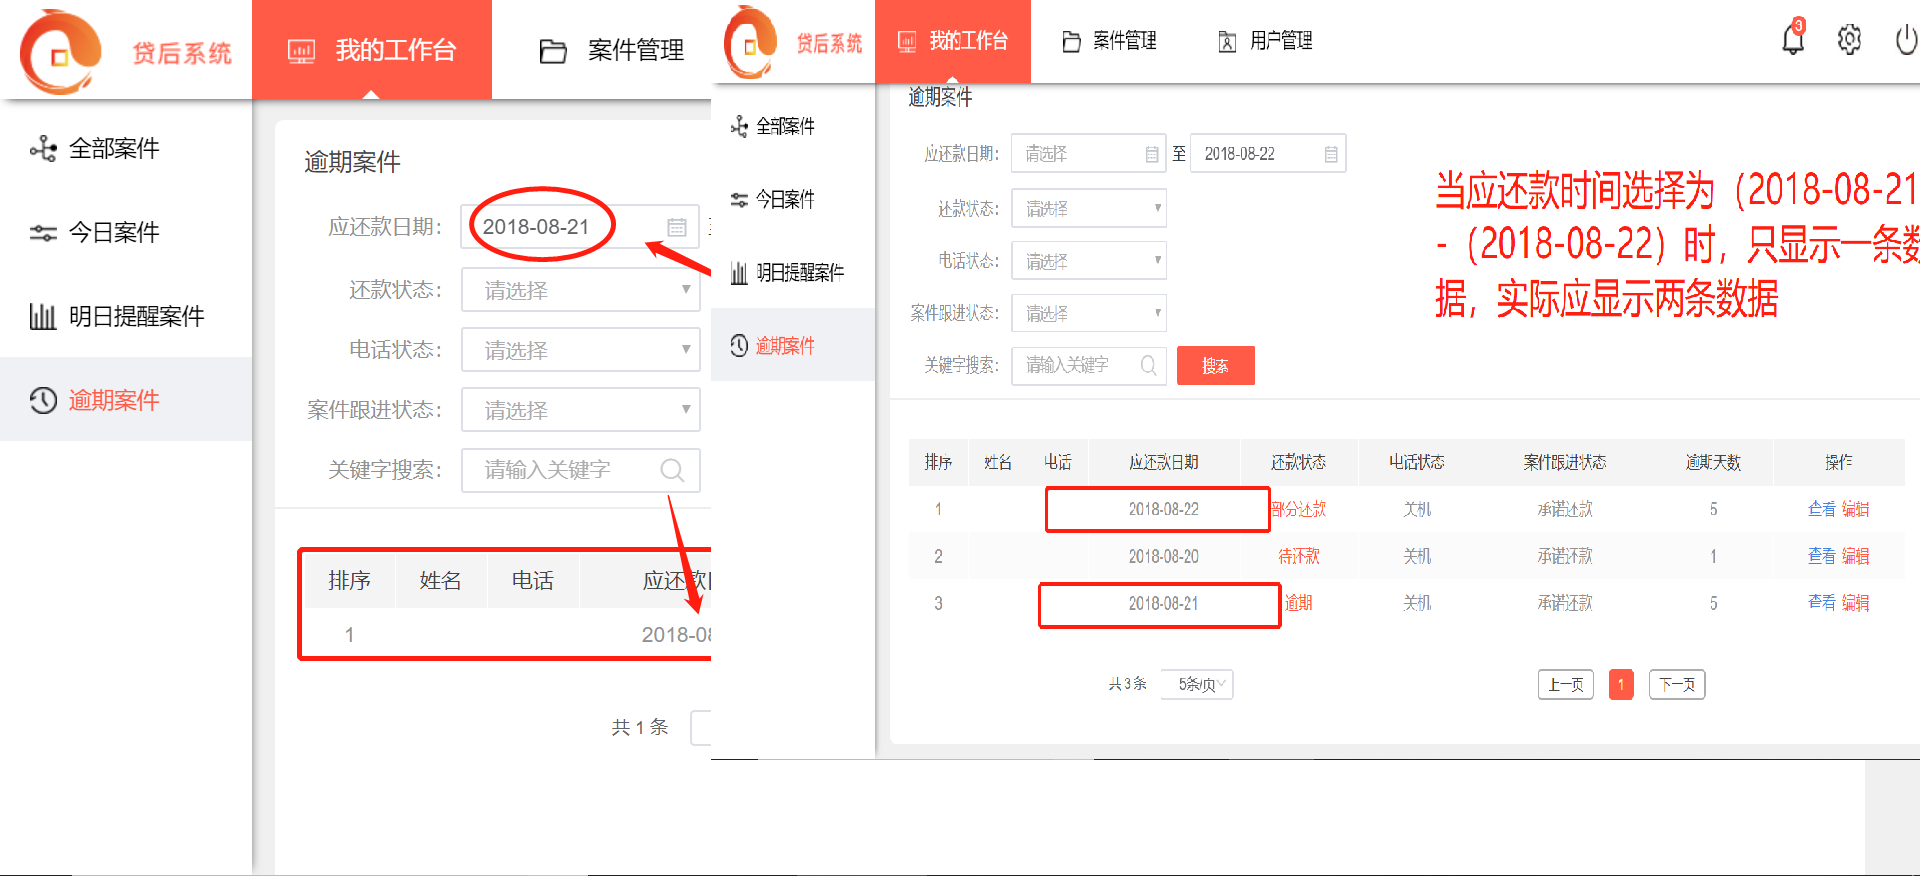 贷后系统
我的工作台
案件管理
全部案件
今日案件
明日提醒案件
逾期案件
逾期案件
应还款日期：
2018-08-21
还款状态：
请选择
电话状态：
请选择
案件跟进状态：
请选择
关键字搜索：
请输入关键字
排序 姓名 电话 应还款
1 2018-08
共 1 条
贷后系统
我的工作台
案件管理
用户管理
3
全部案件
今日案件
明日提醒案件
逾期案件
逾期案件
应还款日期： 请选择 至 2018-08-22
还款状态： 请选择
电话状态： 请选择
案件跟进状态： 请选择
关键字搜索： 请输入关键字 搜索
当应还款时间选择为（2018-08-21
-（2018-08-22）时，只显示一条数
据，实际应显示两条数据
排序 姓名 电话 应还款日期 还款状态 电话状态 案件跟进状态 逾期天数 操作
1 2018-08-22 部分还款 关机 承诺还款 5 查看 编辑
2 2018-08-20 待还款 关机 承诺还款 1 查看 编辑
3 2018-08-21 逾期 关机 承诺还款 5 查看 编辑
共 3 条 5条/页 上一页 1 下一页